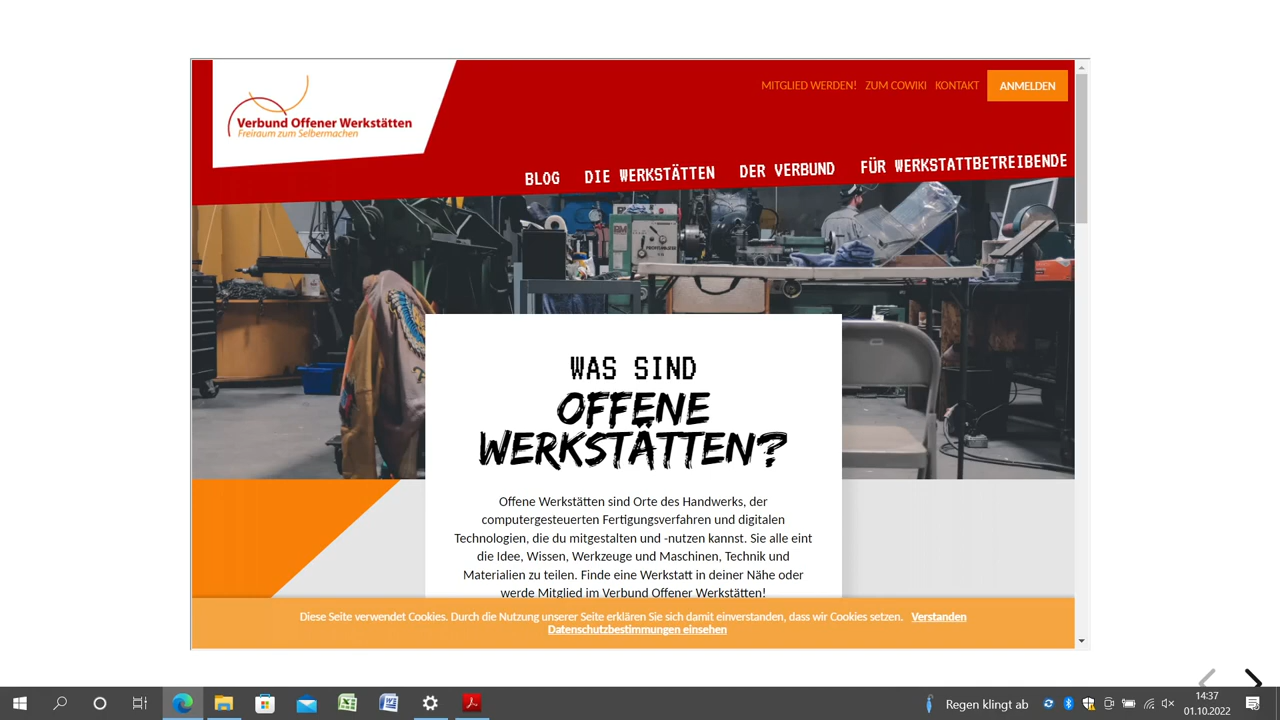 Verbund Offener Werkstätten
Freiraum zum Selbermachen
MITGLIED WERDEN! ZUM COWIKI KONTAKT ANMELDEN
BLOG DIE WERKSTÄTTEN DER VERBUND FÜR WERKSTATTBETREIBENDE
WAS SIND
OFFENE
WERKSTÄTTEN?
Offene Werkstätten sind Orte des Handwerks, der
computergesteuerten Fertigungsverfahren und digitalen
Technologien, die du mitgestalten und -nutzen kannst. Sie alle eint
die Idee, Wissen, Werkzeuge und Maschinen, Technik und
Materialien zu teilen. Finde eine Werkstatt in deiner Nähe oder
werde Mitglied im Verbund Offener Werkstätten!
Diese Seite verwendet Cookies. Durch die Nutzung unserer Seite erklären Sie sich damit einverstanden, dass wir Cookies setzen. Verstanden
Datenschutzbestimmungen einsehen
Regen klingt ab
14:37
01.10.2022